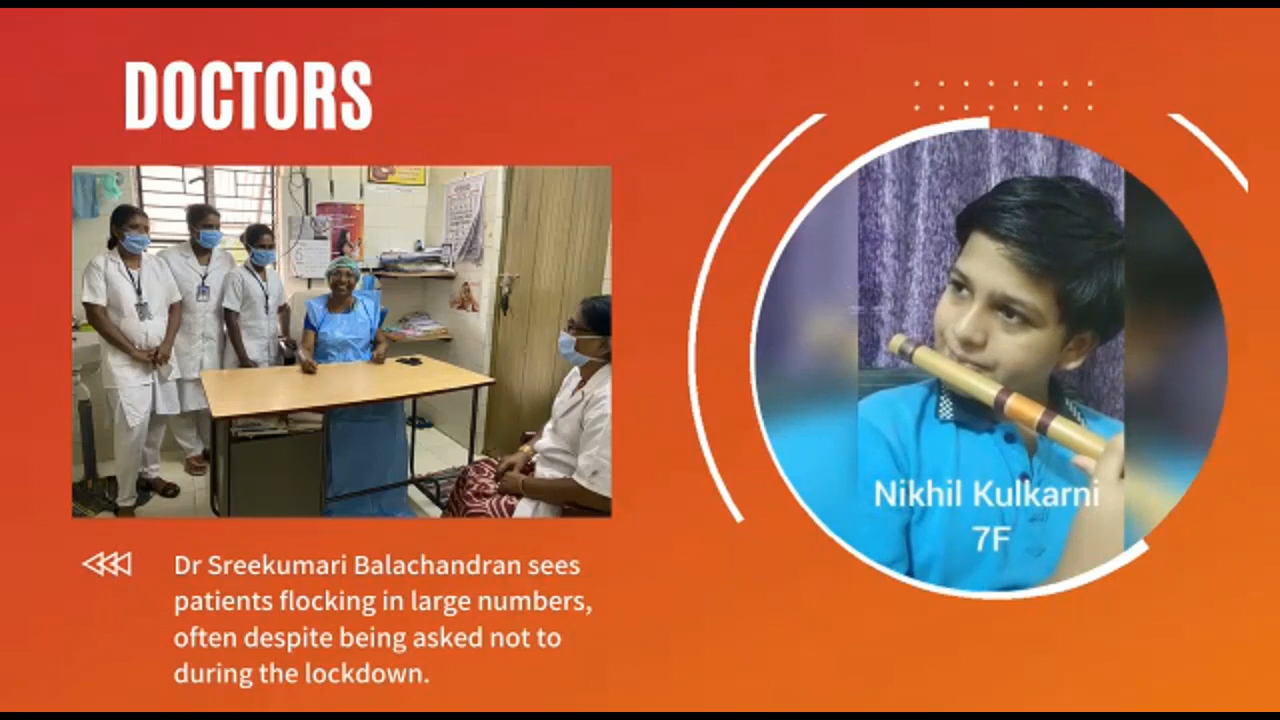 DOCTORS
Dr Sreekumari Balachandran sees
patients flocking in large numbers,
often despite being asked not to
during the lockdown.
Nikhil Kulkarni
7F